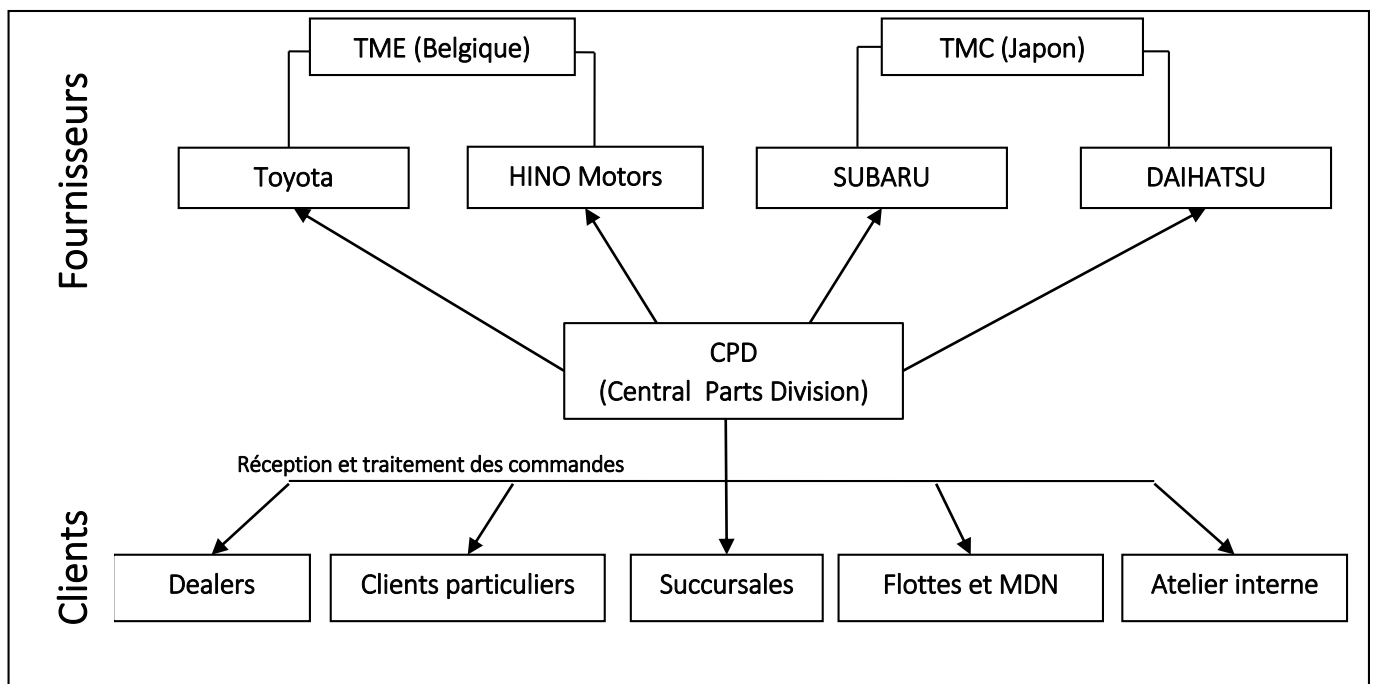 Fournisseurs
TME (Belgique)
TMC (Japon)
Toyota
HINO Motors
SUBARU
DAIHATSU
CPD
(Central Parts Division)
Réception et traitement des commandes
Clients
Dealers
Clients particuliers
Succursales
Flottes et MDN
Atelier interne